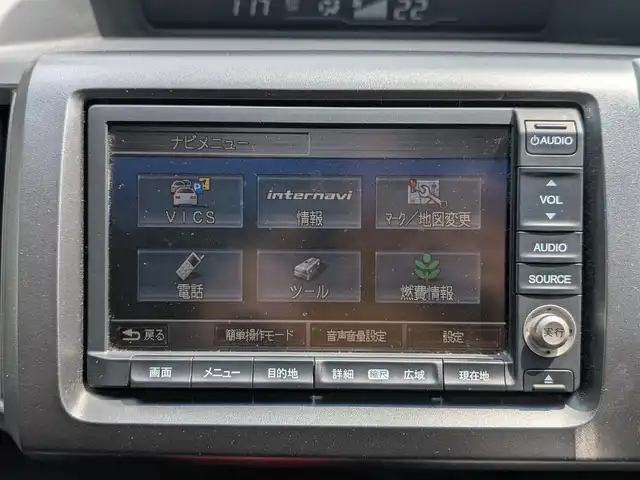 22
ナビメニュー
VICS
internavi
情報
マーク/地図変更
電話
ツール
燃費情報
戻る
簡単操作モード
音声音量設定
設定
画面
メニュー
目的地
詳細
縮尺
広域
現在地
AUDIO
VOL
AUDIO
SOURCE
実行